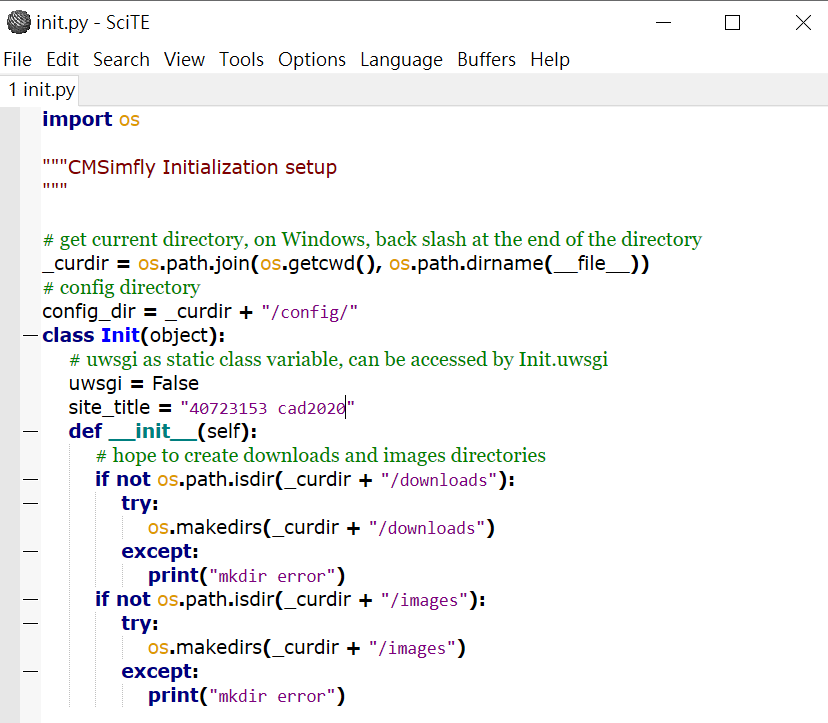 init.py - SciTE
File Edit Search View Tools Options Language Buffers Help
1 init.py
import os
"""CMSimfly Initialization setup
"""
# get current directory, on Windows, back slash at the end of the directory
_curdir = os.path.join(os.getcwd(), os.path.dirname(__file__))
# config directory
config_dir = _curdir + "/config/"
class Init(object):
# uwsgi as static class variable, can be accessed by Init.uwsgi
uwsgi = False
site_title = "40723153 cad2020"
def __init__(self):
# hope to create downloads and images directories
if not os.path.isdir(_curdir + "/downloads"):
try:
os.makedirs(_curdir + "/downloads")
except:
print("mkdir error")
if not os.path.isdir(_curdir + "/images"):
try:
os.makedirs(_curdir + "/images")
except:
print("mkdir error")